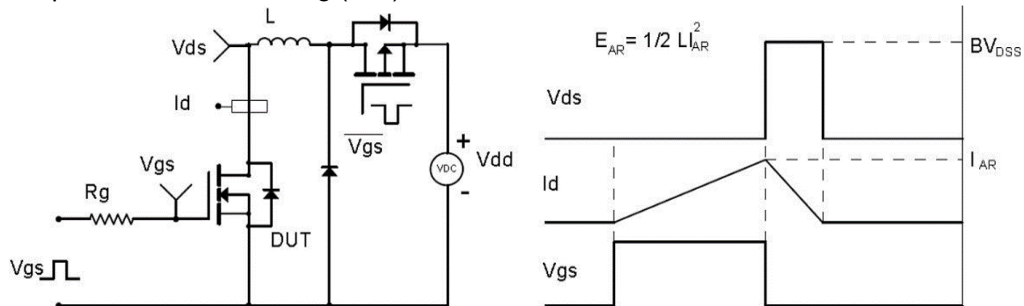 L
Vds
Id
Vgs
Vgs
Rg
DUT
Vgs
VDC
+
-
Vdd
E_AR = 1/2 LI_AR^2
BV_DSS
Vds
I_AR
Id
Vgs